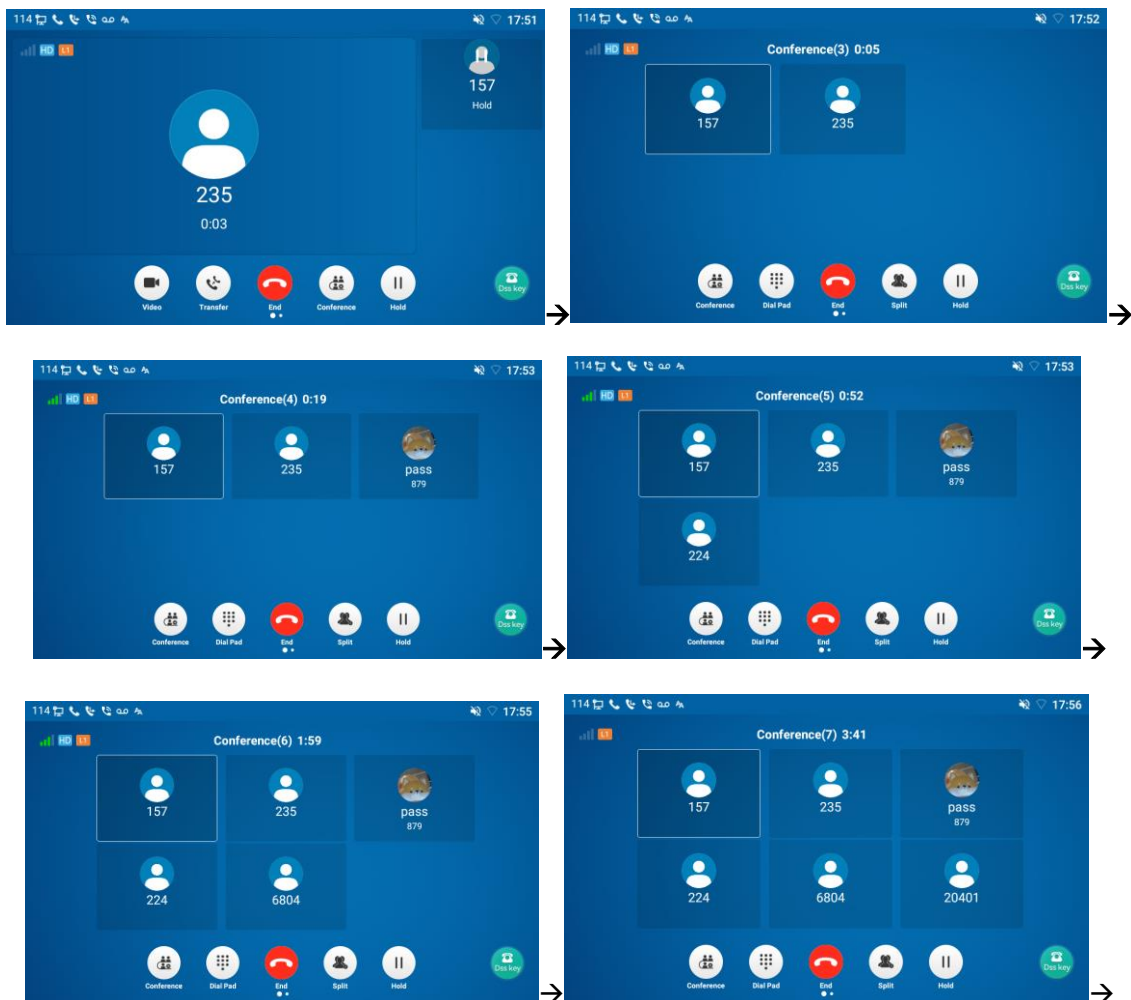 114 17:51
HD L1
157
Hold
235
0:03
Video Transfer End Conference Hold
Dss key
→
114 17:52
HD L1 Conference(3) 0:05
157 235
Conference Dial Pad End Split Hold
Dss key
→
114 17:53
HD L1 Conference(4) 0:19
157 235 pass
879
Conference Dial Pad End Split Hold
Dss key
→
114 17:53
HD L1 Conference(5) 0:52
157 235 pass
879
224
Conference Dial Pad End Split Hold
Dss key
→
114 17:55
HD L1 Conference(6) 1:59
157 235 pass
879
224 6804
Conference Dial Pad End Split Hold
Dss key
→
114 17:56
L1 Conference(7) 3:41
157 235 pass
879
224 6804 20401
Conference Dial Pad End Split Hold
Dss key
→